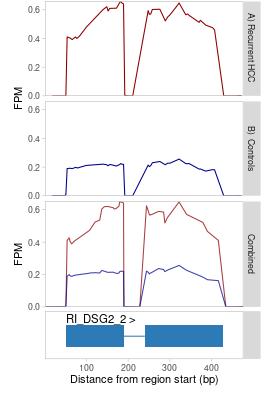 0.6
0.4
0.2
0.0
A) Recurrent HCC
FPM
0.6
0.4
0.2
0.0
B) Controls
0.6
0.4
0.2
0.0
FPM
Combined
RI_DSG2_2 >
100 200 300 400
Distance from region start (bp)